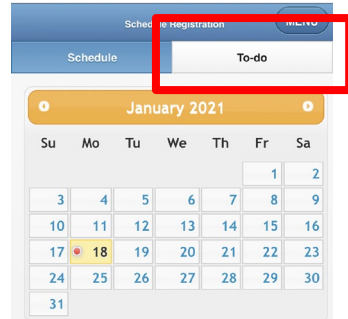 Schedule Registration MENU
Schedule To-do
January 2021
Su Mo Tu We Th Fr Sa
1 2
3 4 5 6 7 8 9
10 11 12 13 14 15 16
17 18 19 20 21 22 23
24 25 26 27 28 29 30
31